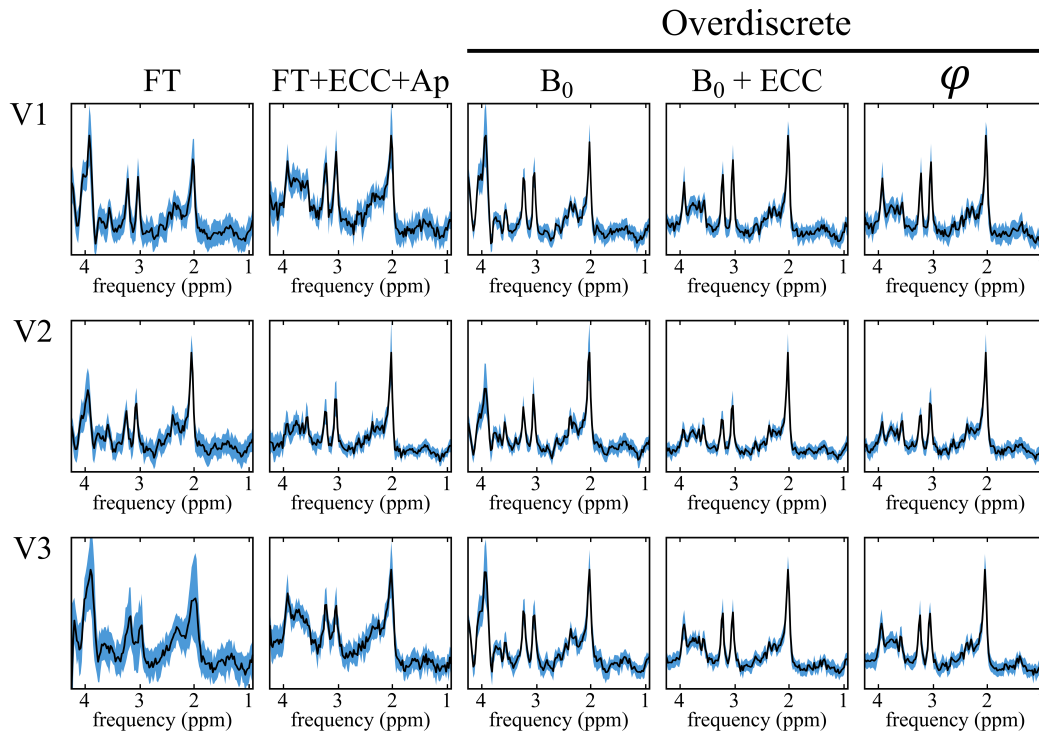 Overdiscrete
FT FT+ECC+Ap B₀ B₀ + ECC φ
V1
4 3 2 1 4 3 2 1 4 3 2 1 4 3 2 1 4 3 2
frequency (ppm) frequency (ppm) frequency (ppm) frequency (ppm) frequency (ppm)
V2
4 3 2 1 4 3 2 1 4 3 2 1 4 3 2 1 4 3 2
frequency (ppm) frequency (ppm) frequency (ppm) frequency (ppm) frequency (ppm)
V3
4 3 2 1 4 3 2 1 4 3 2 1 4 3 2 1 4 3 2
frequency (ppm) frequency (ppm) frequency (ppm) frequency (ppm) frequency (ppm)